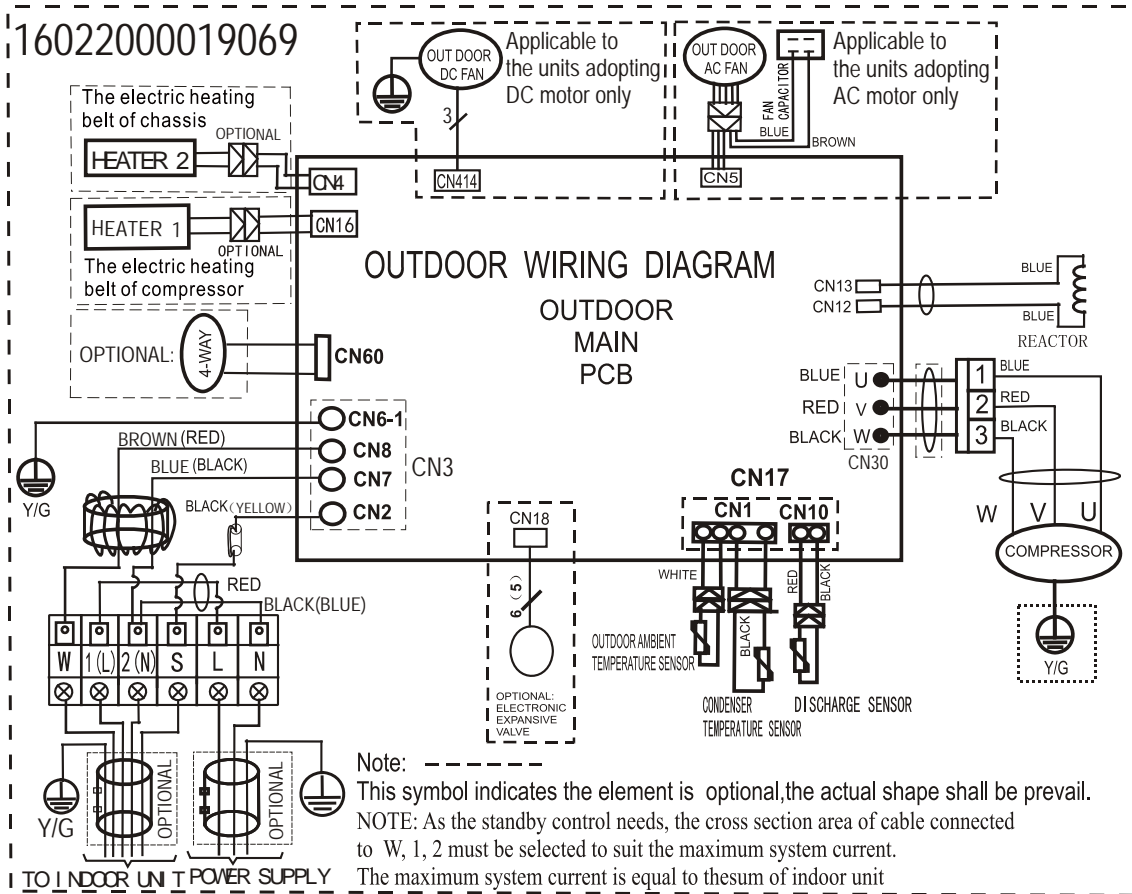 16022000019069
The electric heating
belt of chassis
OPTIONAL
HEATER 2
CN4
HEATER 1
CN16
OPTIONAL
The electric heating
belt of compressor
OPTIONAL:
4-WAY
CN60
OUT DOOR
DC FAN
3
CN414
Applicable to
the units adopting
DC motor only
OUT DOOR
AC FAN
FAN
CAPACITOR
BLUE
BROWN
CN5
Applicable to
the units adopting
AC motor only
OUTDOOR WIRING DIAGRAM
OUTDOOR
MAIN
PCB
CN13
CN12
BLUE
BLUE
REACTOR
BLUE U
RED V
BLACK W
CN30
1 BLUE
2 RED
3 BLACK
W V U
COMPRESSOR
Y/G
CN6-1
CN8
CN7
CN2
CN3
BROWN(RED)
BLUE(BLACK)
BLACK(YELLOW)
Y/G
RED
BLACK(BLUE)
W 1(L) 2(N) S L N
OPTIONAL
OPTIONAL
Y/G
TO INDOOR UNIT POWER SUPPLY
CN18
6 (5)
OPTIONAL:
ELECTRONIC
EXPANSIVE
VALVE
CN17
CN1 CN10
WHITE
BLACK
RED
BLACK
OUTDOOR AMBIENT
TEMPERATURE SENSOR
CONDENSER
TEMPERATURE SENSOR
DISCHARGE SENSOR
Note:
This symbol indicates the element is optional,the actual shape shall be prevail.
NOTE: As the standby control needs, the cross section area of cable connected
to W, 1, 2 must be selected to suit the maximum system current.
The maximum system current is equal to thesum of indoor unit